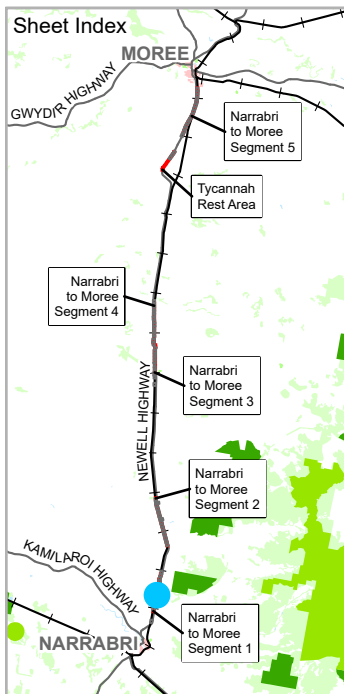 Sheet Index
MOREE
GWYDIR HIGHWAY
Narrabri
to Moree
Segment 5
Tycannah
Rest Area
Narrabri
to Moree
Segment 4
Narrabri
to Moree
Segment 3
NEWELL HIGHWAY
Narrabri
to Moree
Segment 2
KAMILAROI HIGHWAY
Narrabri
to Moree
Segment 1
NARRABRI